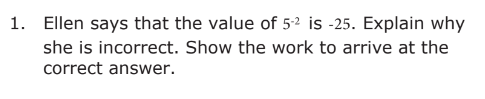 1. Ellen says that the value of 5⁻² is -25. Explain why
she is incorrect. Show the work to arrive at the
correct answer.